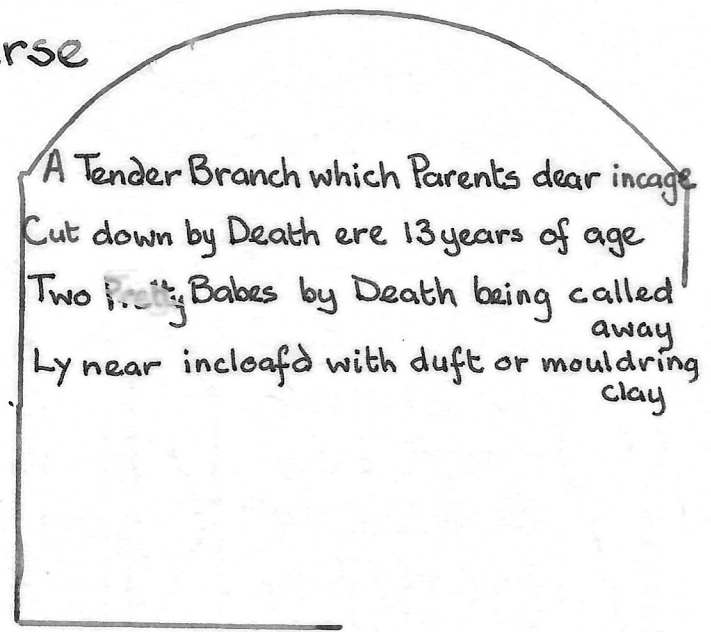 rse
A Tender Branch which Parents dear incage
Cut down by Death ere 13 years of age
Two Pretty Babes by Death being called
away
Ly near incloafd with duft or mouldring
clay